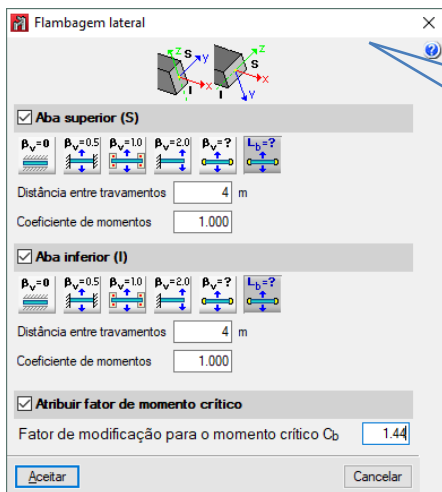 Flambagem lateral
z s y z s
x x
I I y
Aba superior (S)
βv=0 βv=0.5 βv=1.0 βv=2.0 βv=? Lb=?
Distância entre travamentos 4 m
Coeficiente de momentos 1.000
Aba inferior (I)
βv=0 βv=0.5 βv=1.0 βv=2.0 βv=? Lb=?
Distância entre travamentos 4 m
Coeficiente de momentos 1.000
Atribuir fator de momento crítico
Fator de modificação para o momento crítico Cb 1.44
Aceitar Cancelar